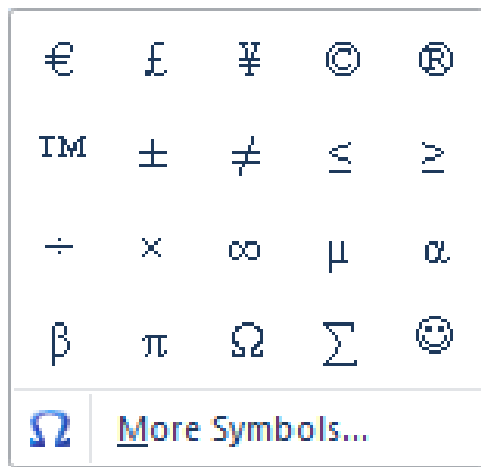 € £ ¥ © ®
™ ± ≠ ≤ ≥
÷ × ∞ µ α
β π Ω ∑ ☺
Ω More Symbols...